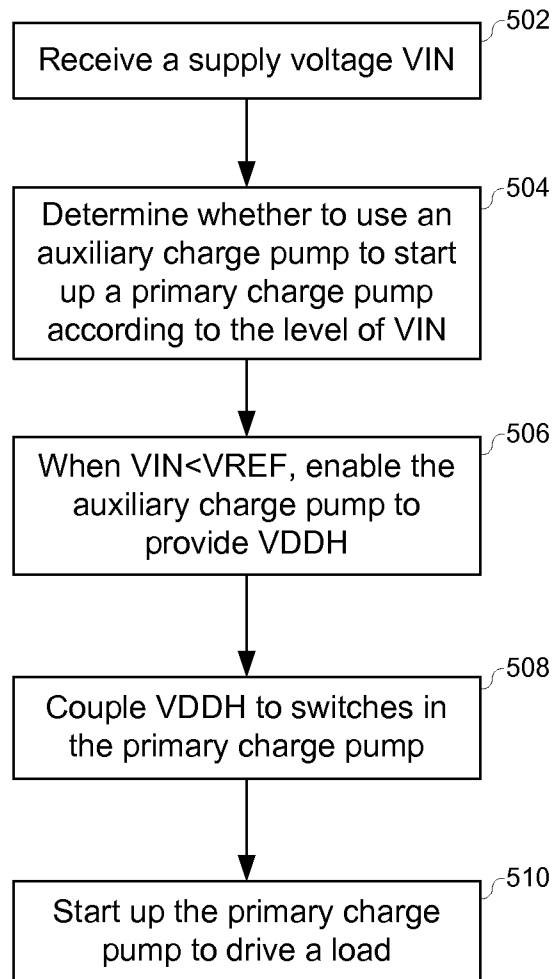 502
Receive a supply voltage VIN
504
Determine whether to use an
auxiliary charge pump to start
up a primary charge pump
according to the level of VIN
506
When VIN<VREF, enable the
auxiliary charge pump to
provide VDDH
508
Couple VDDH to switches in
the primary charge pump
510
Start up the primary charge
pump to drive a load